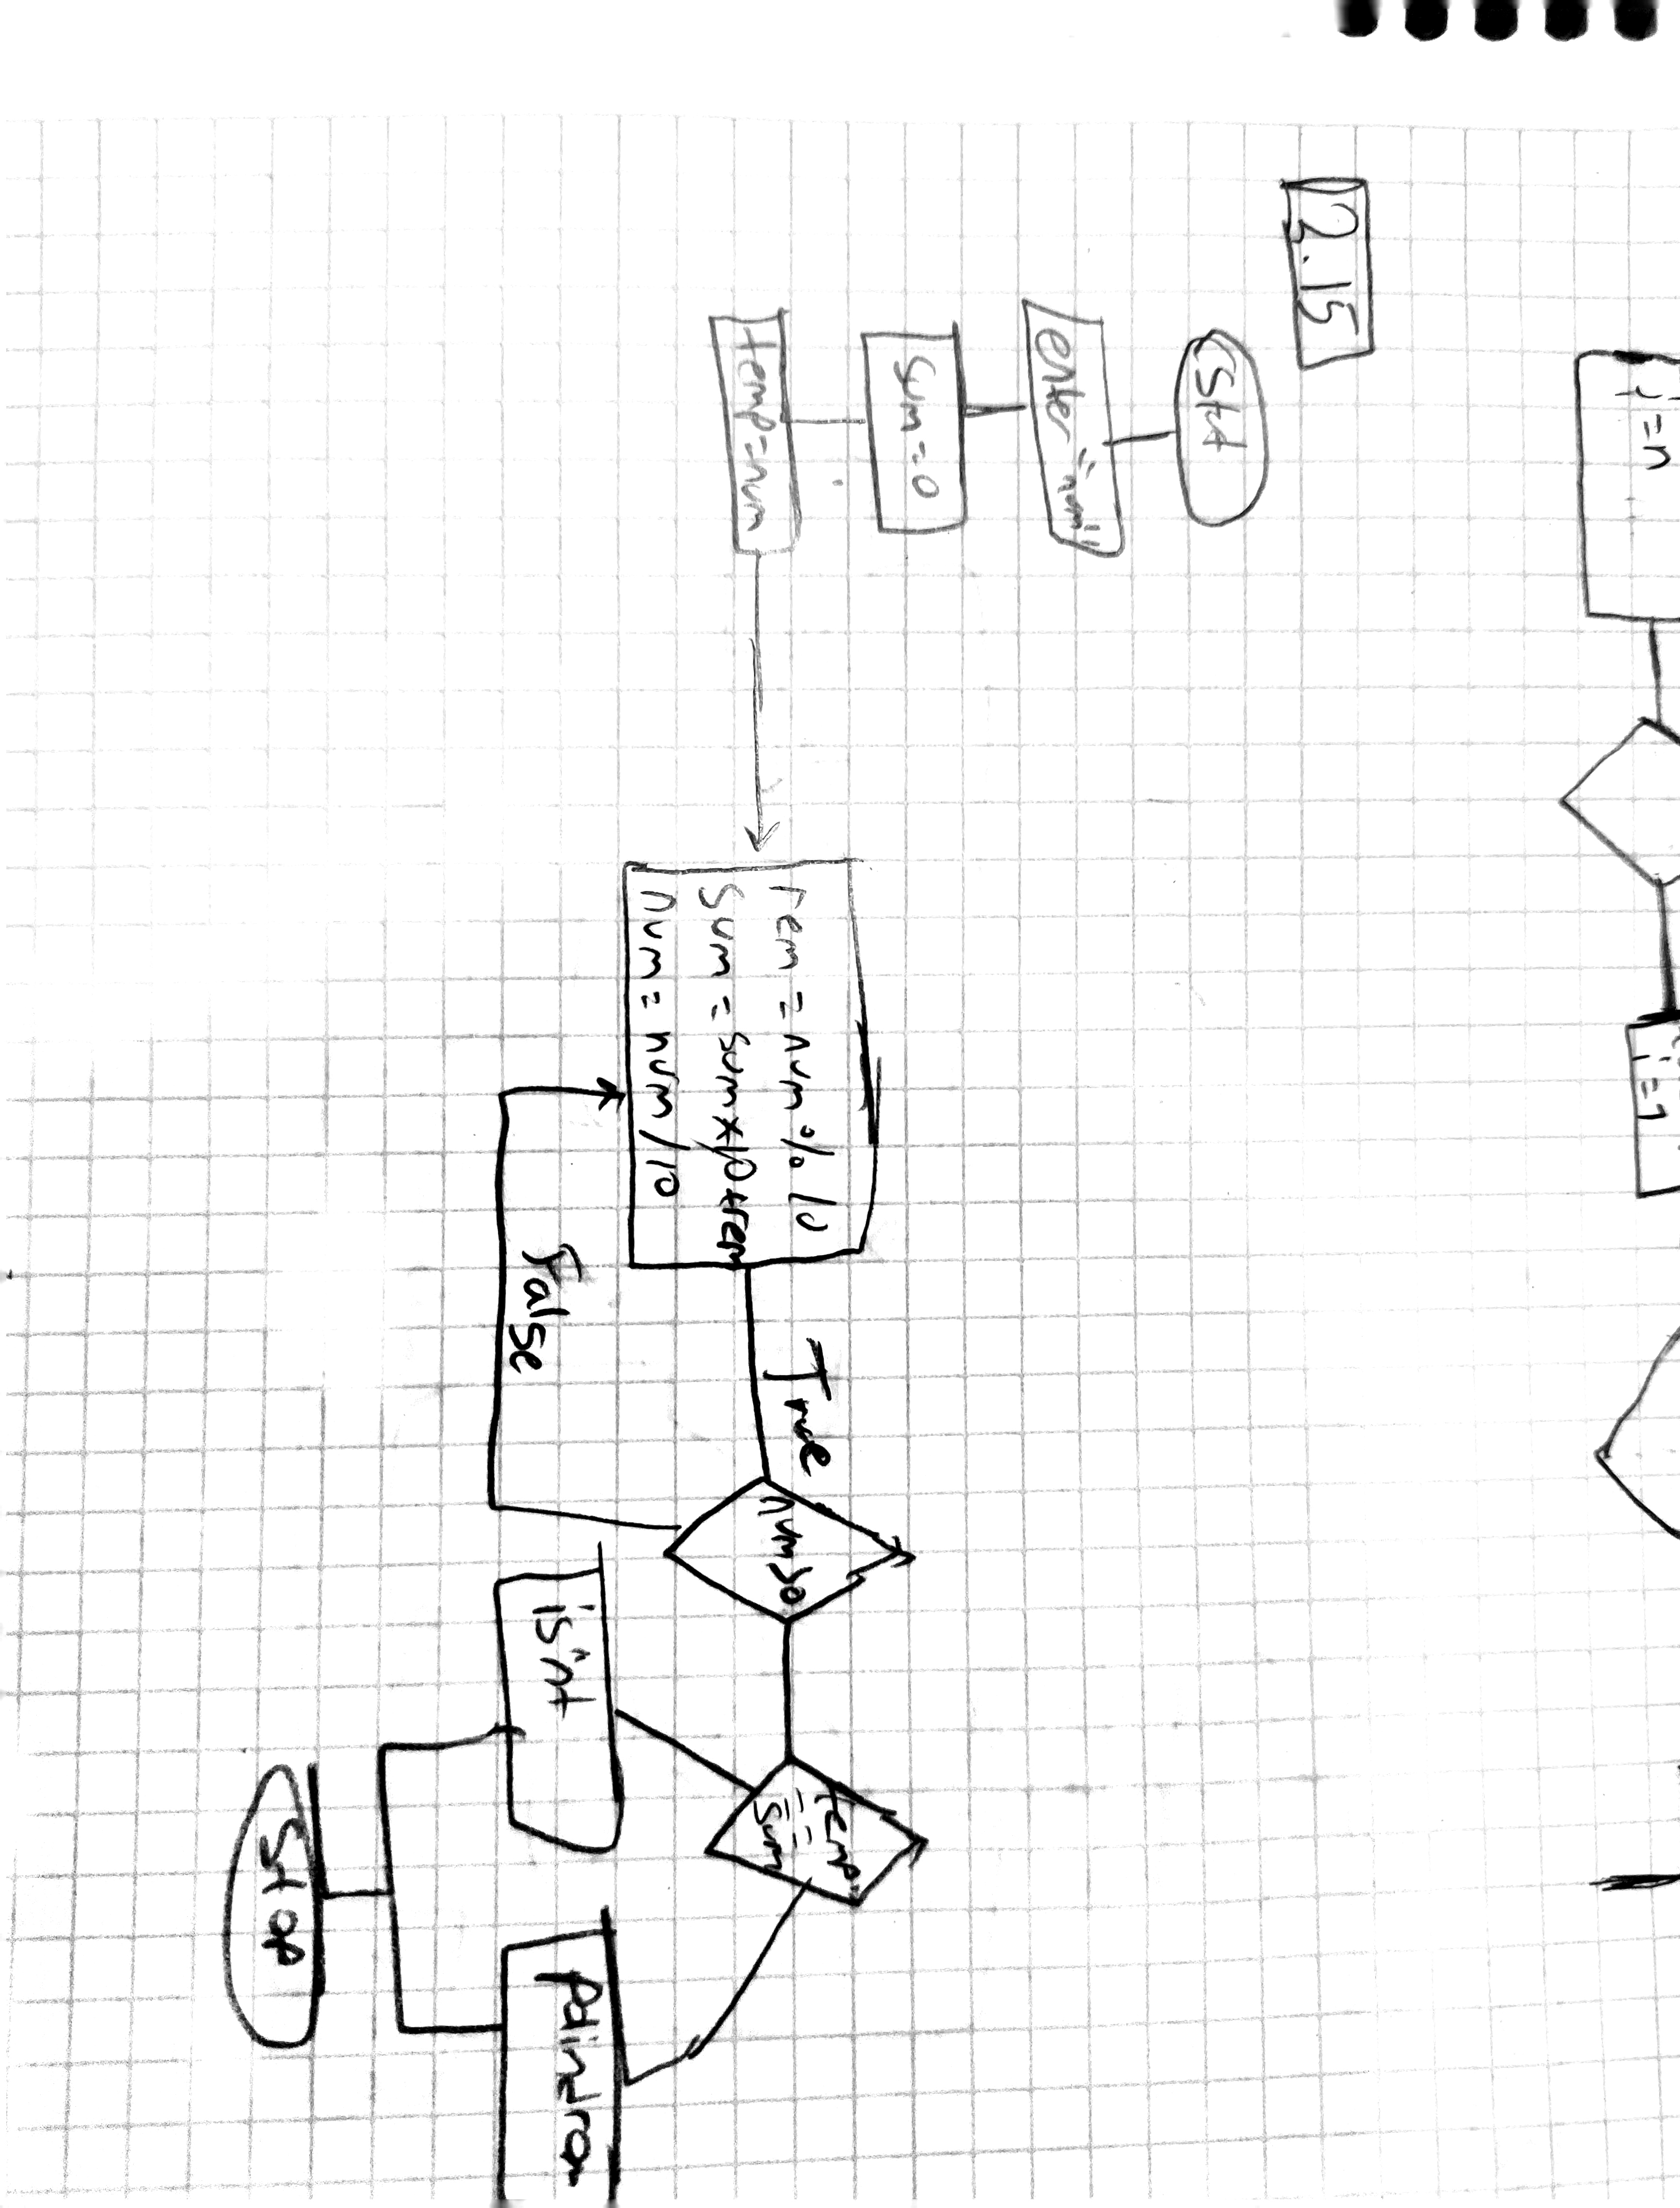 j=n
i=1
2.15
enter "num"
sum=0
temp=num
rem = num % 10
sum = sum*10+rem
num = num/10
True
num>0
temp
==
sum
False
is'nt
palindrom
Stop